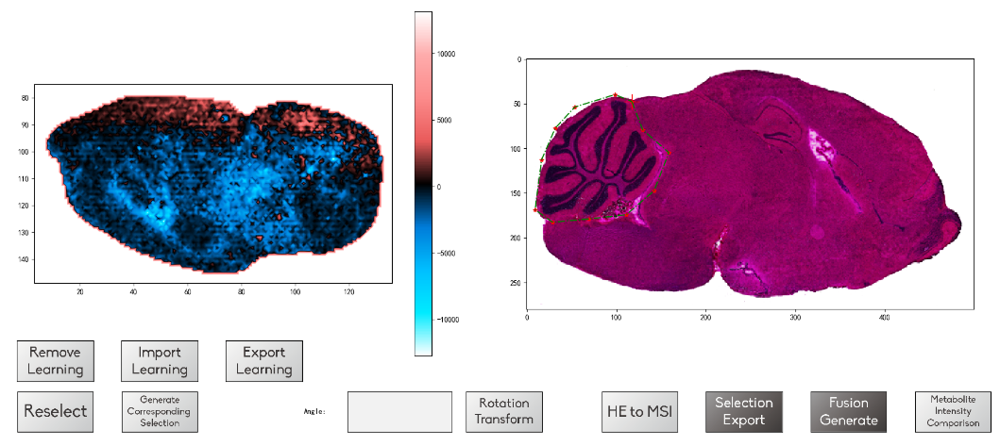 80
90
100
110
120
130
140
20
40
60
80
100
120
10000
5000
0
−5000
−10000
0
50
100
150
200
250
0
100
200
300
400
Remove
Learning
Import
Learning
Export
Learning
Reselect
Generate
Corresponding
Selection
Angle:
Rotation
Transform
HE to MSI
Selection
Export
Fusion
Generate
Metabolite
Intensity
Comparison